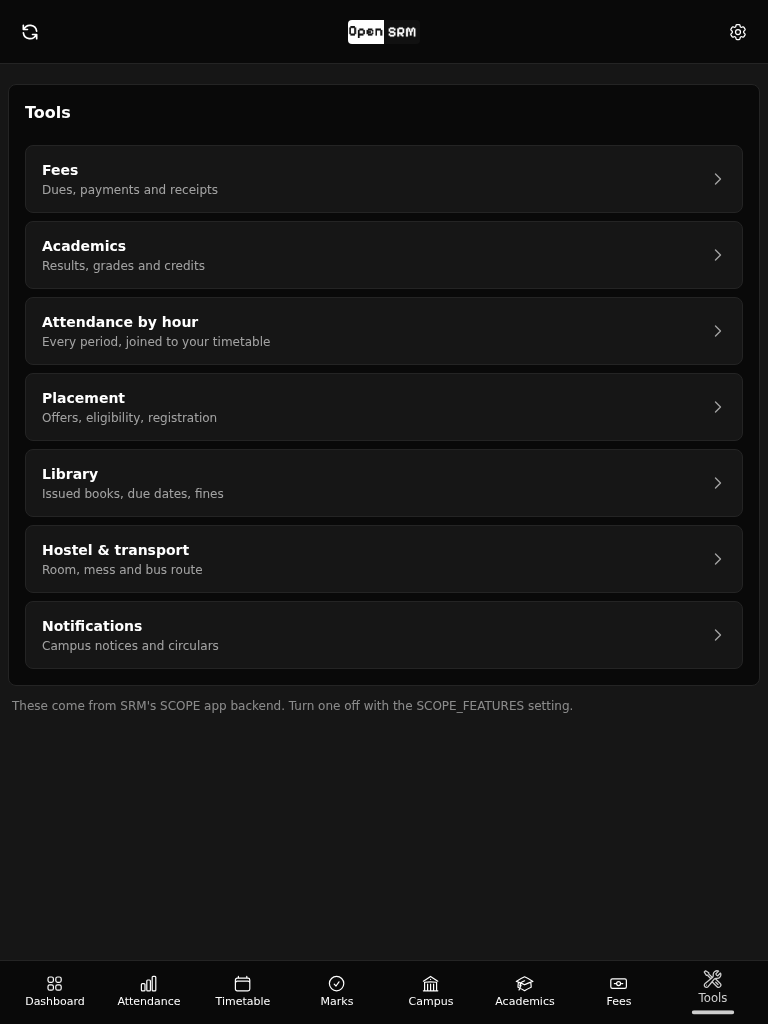 Open SRM
Tools
Fees
Dues, payments and receipts
Academics
Results, grades and credits
Attendance by hour
Every period, joined to your timetable
Placement
Offers, eligibility, registration
Library
Issued books, due dates, fines
Hostel & transport
Room, mess and bus route
Notifications
Campus notices and circulars
These come from SRM's SCOPE app backend. Turn one off with the SCOPE_FEATURES setting.
Dashboard
Attendance
Timetable
Marks
Campus
Academics
Fees
Tools